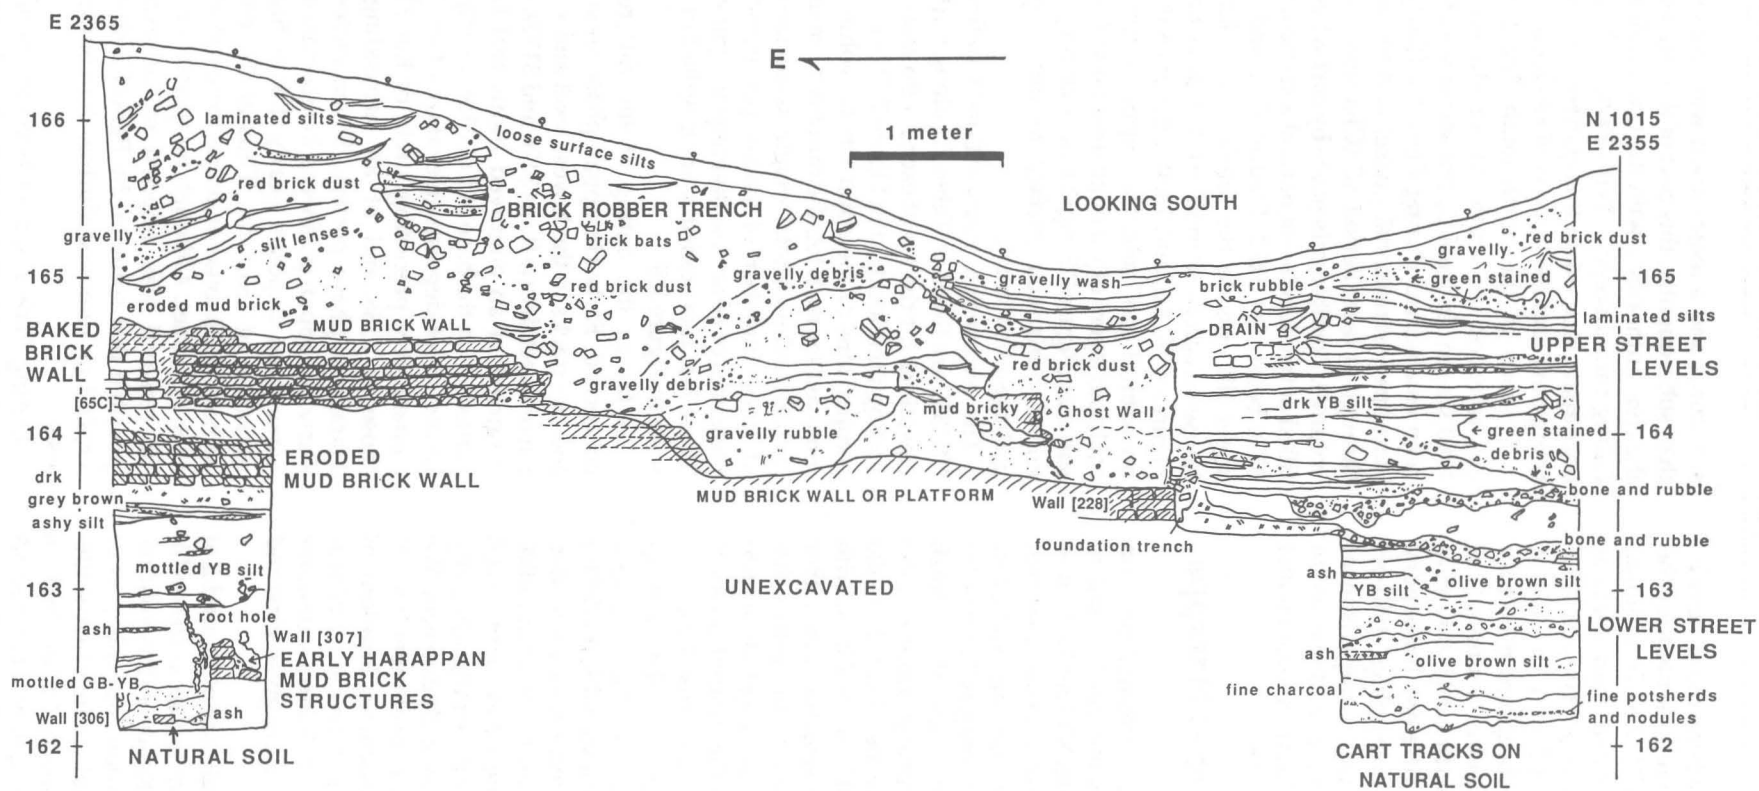 E 2365
E
1 meter
N 1015
E 2355
LOOKING SOUTH
166
165
164
163
162
165
164
163
162
laminated silts
loose surface silts
red brick dust
BRICK ROBBER TRENCH
gravelly
silt lenses
brick bats
red brick dust
gravelly debris
gravelly wash
brick rubble
gravelly
red brick dust
green stained
eroded mud brick
BAKED
BRICK
WALL
MUD BRICK WALL
DRAIN
laminated silts
UPPER STREET
LEVELS
gravelly debris
red brick dust
[65C]
mud bricky
Ghost Wall
drk YB silt
gravelly rubble
green stained
debris
ERODED
MUD BRICK WALL
drk
grey brown
ashy silt
MUD BRICK WALL OR PLATFORM
Wall [228]
bone and rubble
foundation trench
bone and rubble
mottled YB silt
UNEXCAVATED
ash
olive brown silt
YB silt
root hole
ash
Wall [307]
EARLY HARAPPAN
MUD BRICK
STRUCTURES
LOWER STREET
LEVELS
ash
olive brown silt
mottled GB-YB
fine charcoal
fine potsherds
and nodules
Wall [306]
ash
NATURAL SOIL
CART TRACKS ON
NATURAL SOIL